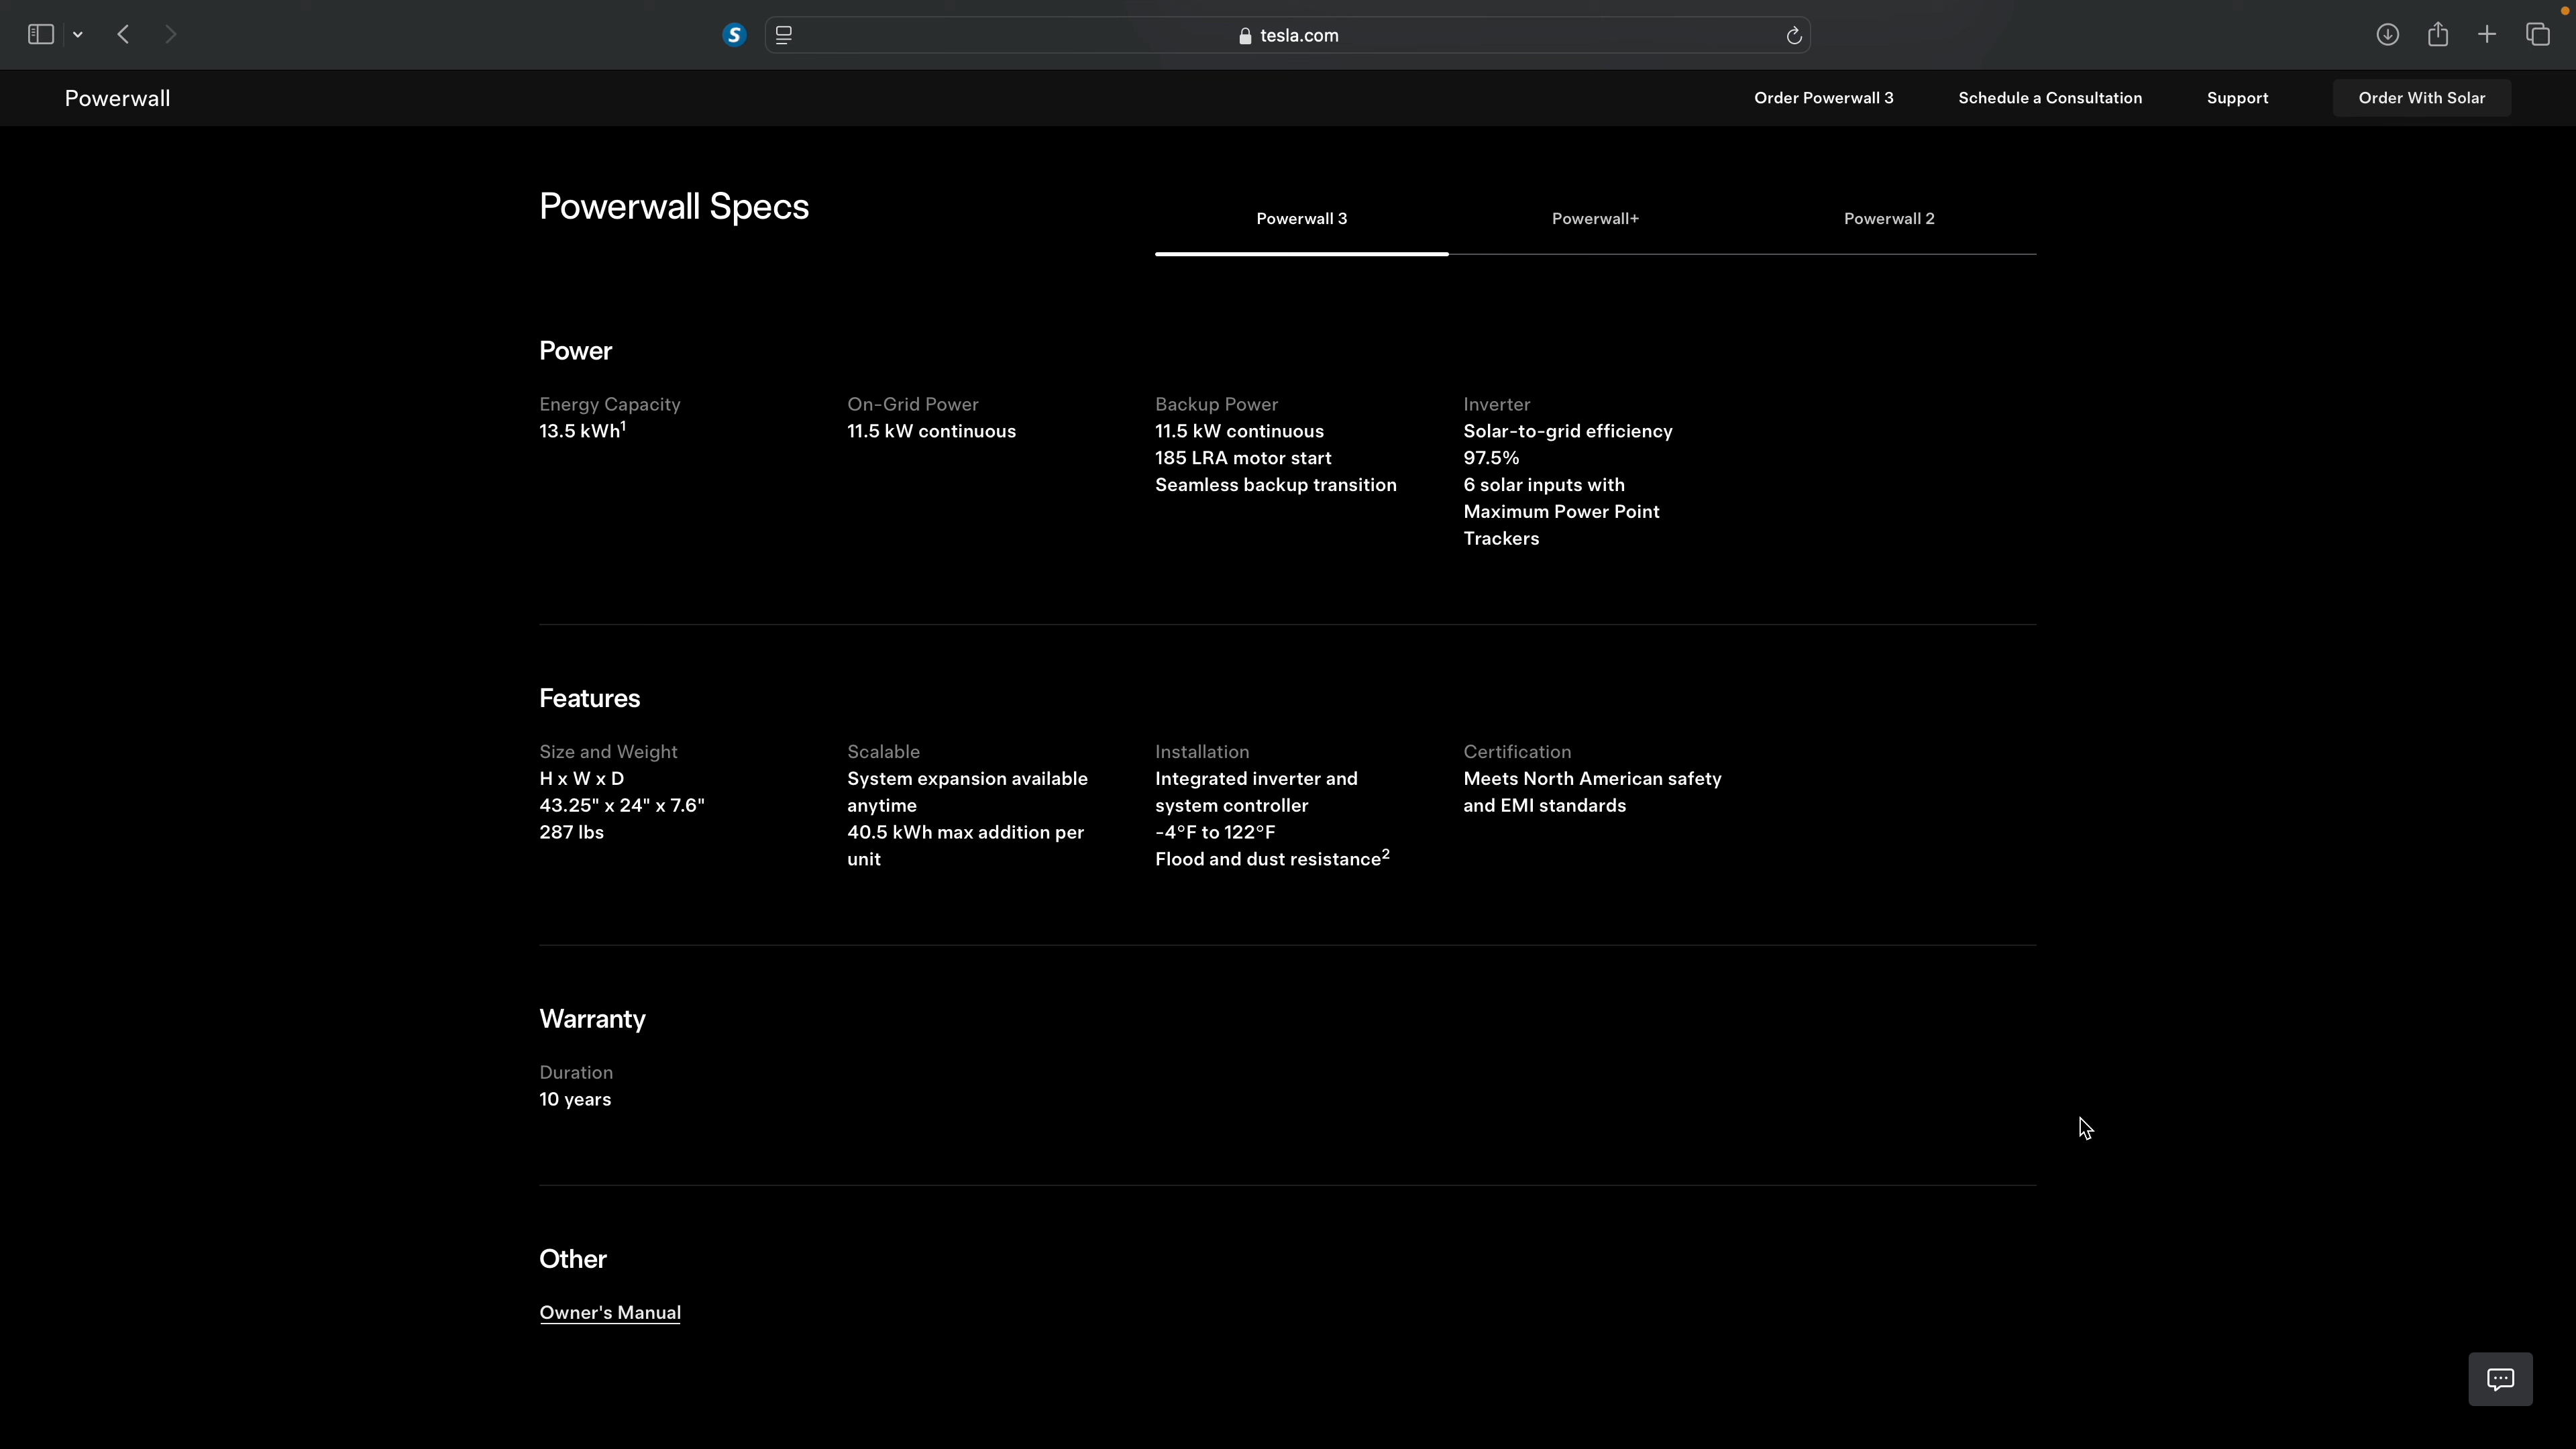 tesla.com
Powerwall
Order Powerwall 3
Schedule a Consultation
Support
Order With Solar
Powerwall Specs
Powerwall 3
Powerwall+
Powerwall 2
Power
Energy Capacity
13.5 kWh¹
On-Grid Power
11.5 kW continuous
Backup Power
11.5 kW continuous
185 LRA motor start
Seamless backup transition
Inverter
Solar-to-grid efficiency
97.5%
6 solar inputs with
Maximum Power Point
Trackers
Features
Size and Weight
H x W x D
43.25" x 24" x 7.6"
287 lbs
Scalable
System expansion available
anytime
40.5 kWh max addition per
unit
Installation
Integrated inverter and
system controller
-4°F to 122°F
Flood and dust resistance²
Certification
Meets North American safety
and EMI standards
Warranty
Duration
10 years
Other
Owner's Manual